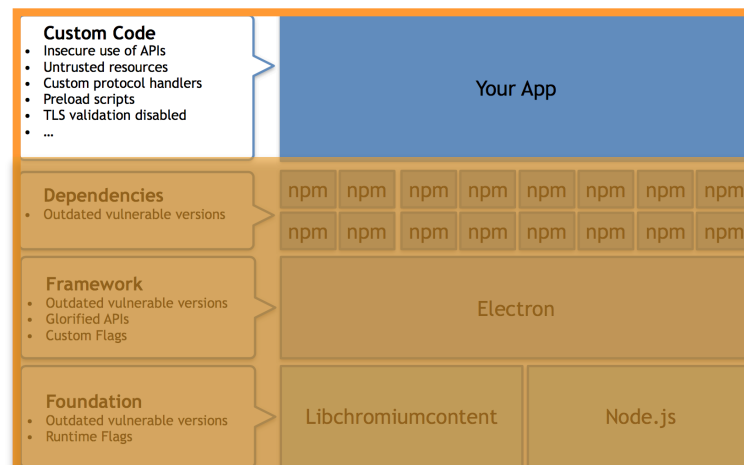 Custom Code
• Insecure use of APIs
• Untrusted resources
• Custom protocol handlers
• Preload scripts
• TLS validation disabled
• …
Your App
Dependencies
• Outdated vulnerable versions
npm npm npm npm npm npm npm npm
npm npm npm npm npm npm npm npm
Framework
• Outdated vulnerable versions
• Glorified APIs
• Custom Flags
Electron
Foundation
• Outdated vulnerable versions
• Runtime Flags
Libchromiumcontent
Node.js